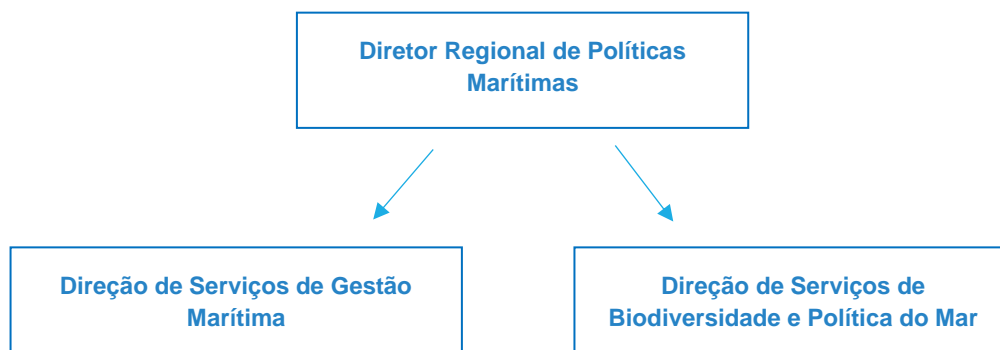 Diretor Regional de Políticas
Marítimas
Direção de Serviços de Gestão
Marítima
Direção de Serviços de
Biodiversidade e Política do Mar